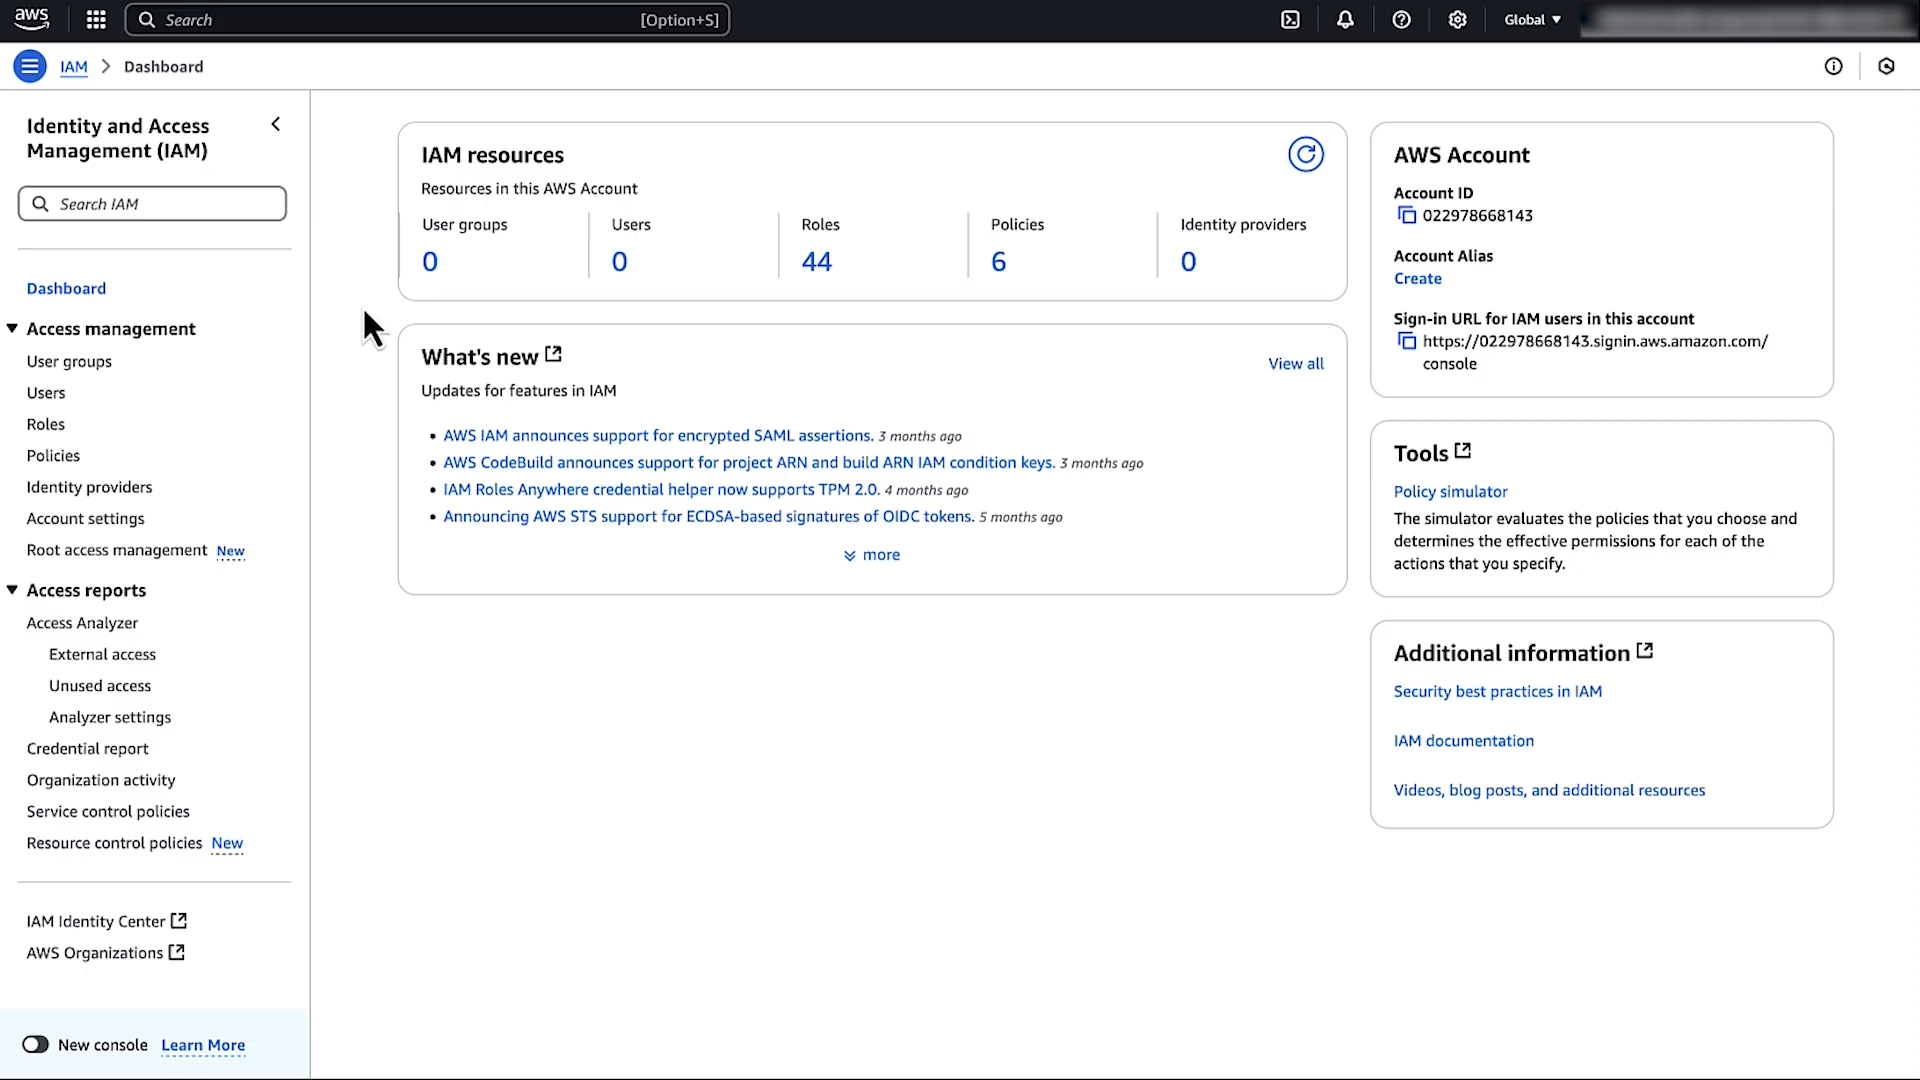 aws
Search [Option+S]
Global
IAM > Dashboard
Identity and Access
Management (IAM)
Search IAM
Dashboard
Access management
User groups
Users
Roles
Policies
Identity providers
Account settings
Root access management New
Access reports
Access Analyzer
External access
Unused access
Analyzer settings
Credential report
Organization activity
Service control policies
Resource control policies New
IAM Identity Center
AWS Organizations
New console Learn More
IAM resources
Resources in this AWS Account
User groups
0
Users
0
Roles
44
Policies
6
Identity providers
0
What's new
View all
Updates for features in IAM
• AWS IAM announces support for encrypted SAML assertions. 3 months ago
• AWS CodeBuild announces support for project ARN and build ARN IAM condition keys. 3 months ago
• IAM Roles Anywhere credential helper now supports TPM 2.0. 4 months ago
• Announcing AWS STS support for ECDSA-based signatures of OIDC tokens. 5 months ago
more
AWS Account
Account ID
022978668143
Account Alias
Create
Sign-in URL for IAM users in this account
https://022978668143.signin.aws.amazon.com/
console
Tools
Policy simulator
The simulator evaluates the policies that you choose and
determines the effective permissions for each of the
actions that you specify.
Additional information
Security best practices in IAM
IAM documentation
Videos, blog posts, and additional resources